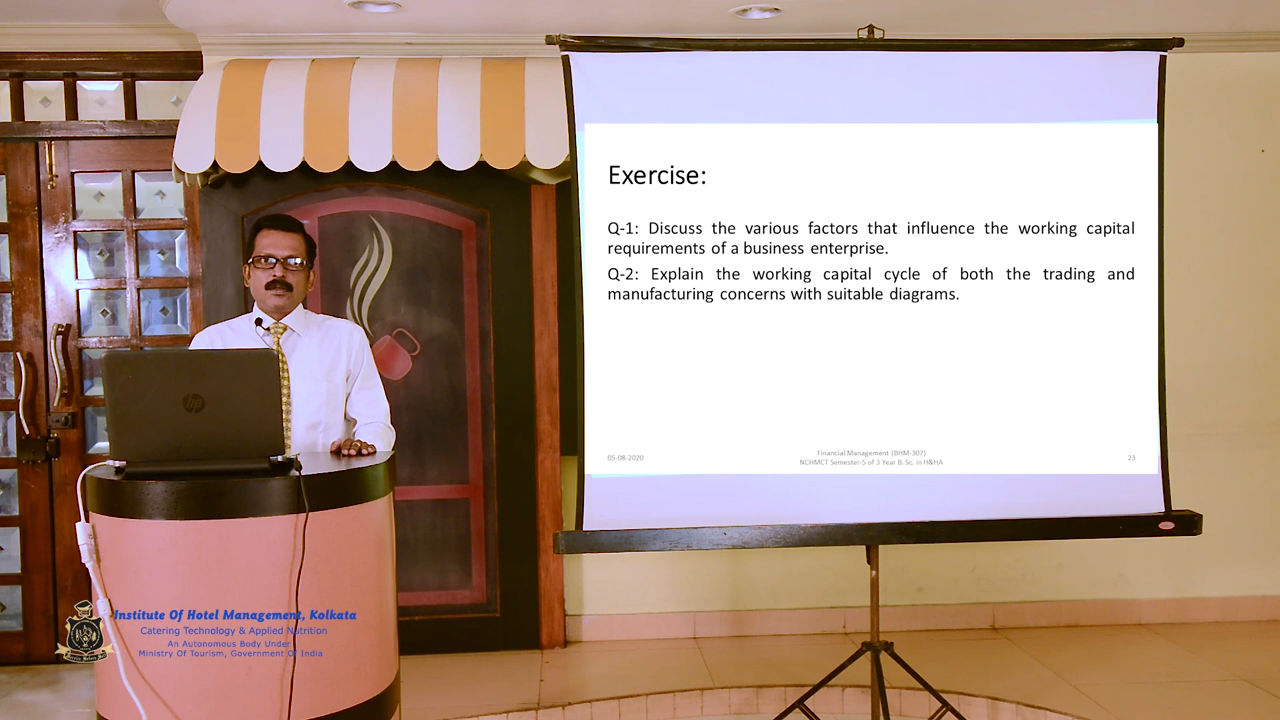 Exercise:
Q-1: Discuss the various factors that influence the working capital
requirements of a business enterprise.
Q-2: Explain the working capital cycle of both the trading and
manufacturing concerns with suitable diagrams.
05-08-2020
Financial Management (BHM-307)
NCHMCT Semester-5 of 3 Year B. Sc. in H&HA
23
hp
Institute Of Hotel Management, Kolkata
Catering Technology & Applied Nutrition
An Autonomous Body Under
Ministry Of Tourism, Government Of India